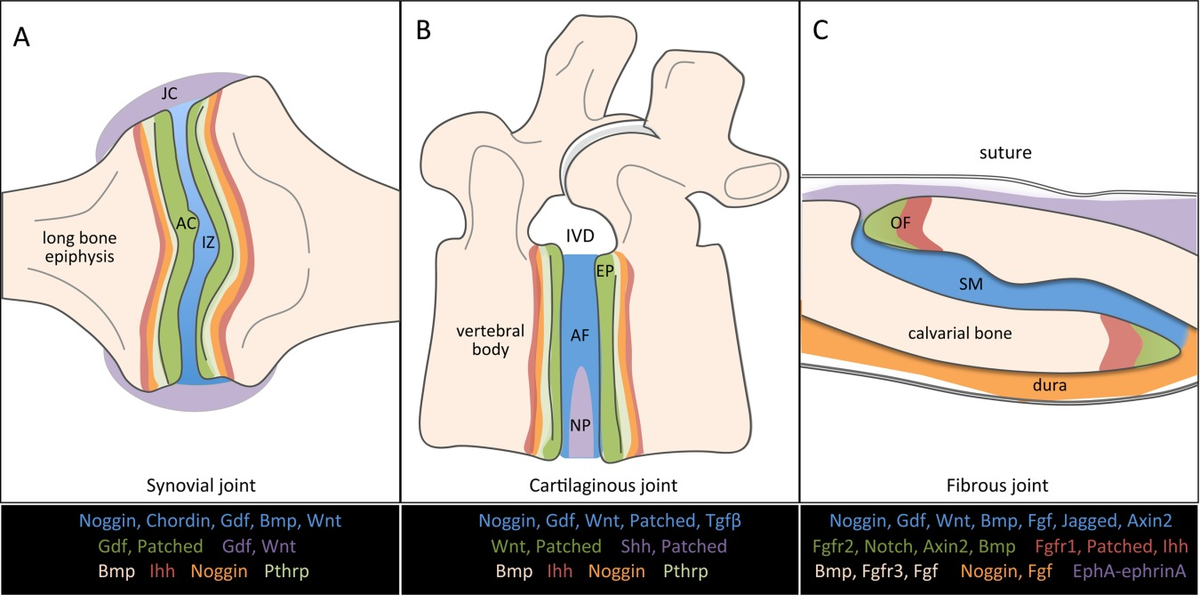 A
JC
AC
IZ
long bone
epiphysis
Synovial joint
Noggin, Chordin, Gdf, Bmp, Wnt
Gdf, Patched Gdf, Wnt
Bmp Ihh Noggin Pthrp
B
IVD
EP
vertebral
body
AF
NP
Cartilaginous joint
Noggin, Gdf, Wnt, Patched, Tgfβ
Wnt, Patched Shh, Patched
Bmp Ihh Noggin Pthrp
C
suture
OF
SM
calvarial bone
dura
Fibrous joint
Noggin, Gdf, Wnt, Bmp, Fgf, Jagged, Axin2
Fgfr2, Notch, Axin2, Bmp Fgfr1, Patched, Ihh
Bmp, Fgfr3, Fgf Noggin, Fgf EphA-ephrinA